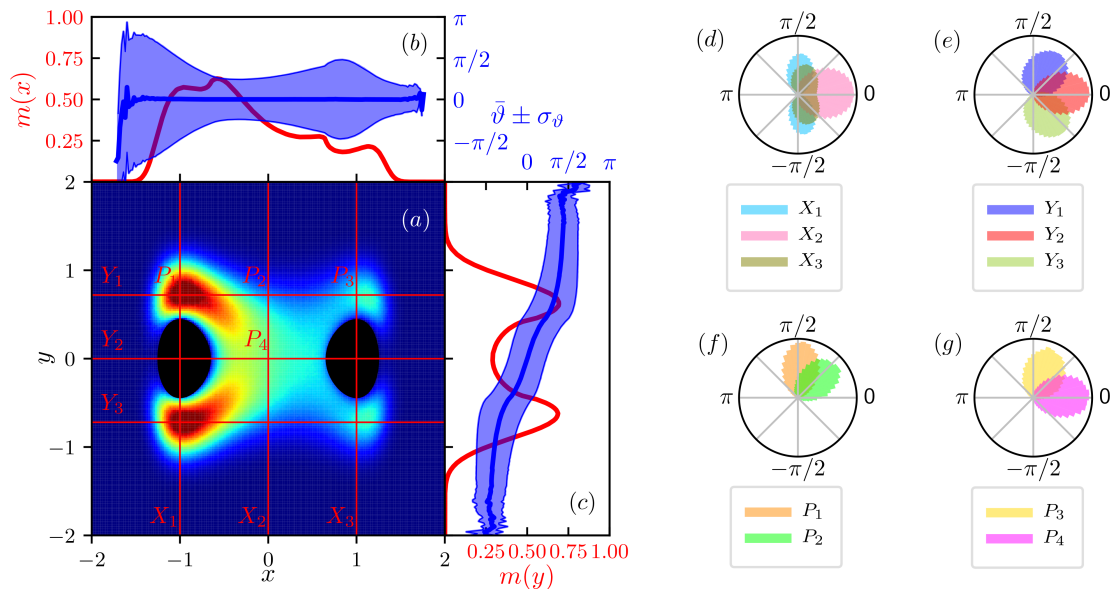 1.00
0.75
0.50
0.25
m(x)
(b)
π
π/2
0
−π/2
ϑ̄ ± σ_ϑ
0 π/2 π
2
1
0
−1
−2
y
(a)
Y₁ P₁ P₂ P₃
Y₂ P₄
Y₃
X₁ X₂ X₃
−2 −1 0 1 2
x
(c)
0.25 0.50 0.75 1.00
m(y)
(d)
π/2
π
0
−π/2
X₁
X₂
X₃
(e)
π/2
π
0
−π/2
Y₁
Y₂
Y₃
(f)
π/2
π
0
−π/2
P₁
P₂
(g)
π/2
π
0
−π/2
P₃
P₄